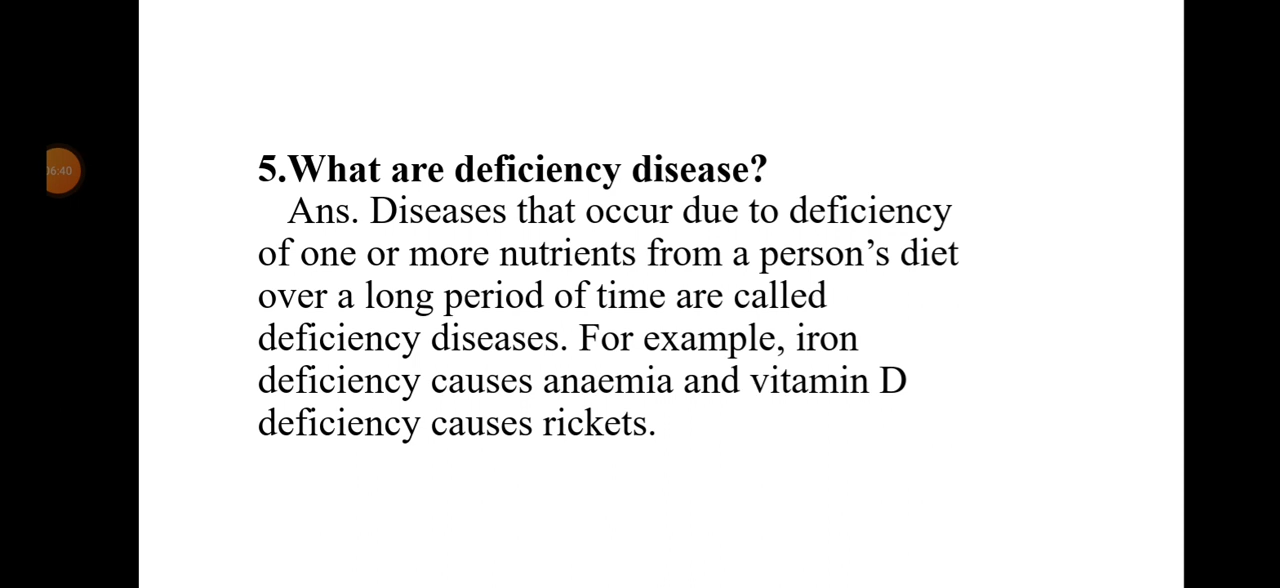 06:40
5.What are deficiency disease?
Ans. Diseases that occur due to deficiency
of one or more nutrients from a person’s diet
over a long period of time are called
deficiency diseases. For example, iron
deficiency causes anaemia and vitamin D
deficiency causes rickets.